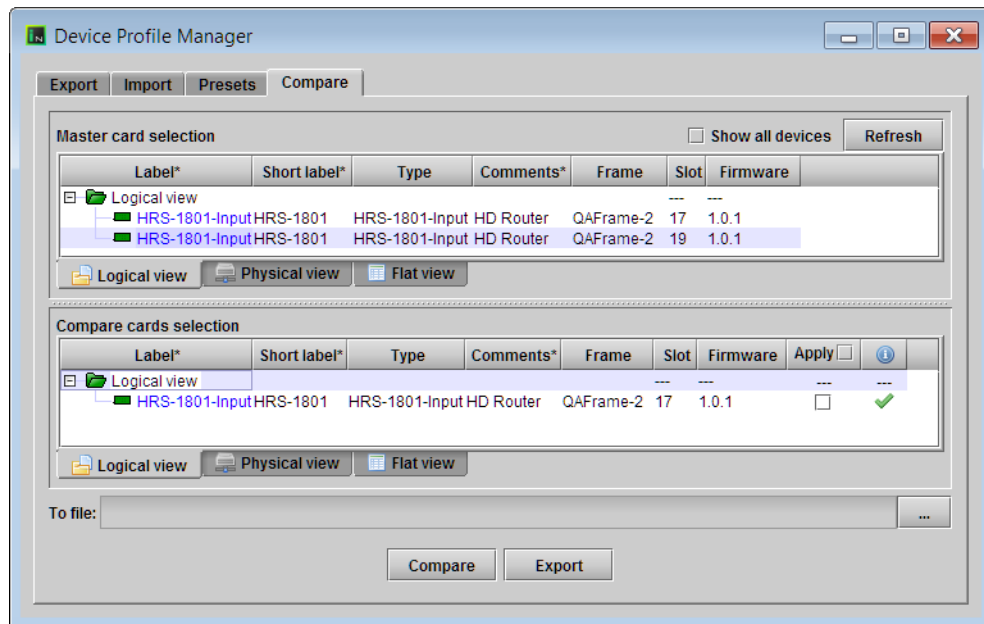 Device Profile Manager
Export Import Presets Compare
Master card selection Show all devices Refresh
Label* Short label* Type Comments* Frame Slot Firmware
Logical view --- ---
HRS-1801-Input HRS-1801 HRS-1801-Input HD Router QAFrame-2 17 1.0.1
HRS-1801-Input HRS-1801 HRS-1801-Input HD Router QAFrame-2 19 1.0.1
Logical view Physical view Flat view
Compare cards selection
Label* Short label* Type Comments* Frame Slot Firmware Apply
Logical view --- --- --- ---
HRS-1801-Input HRS-1801 HRS-1801-Input HD Router QAFrame-2 17 1.0.1
Logical view Physical view Flat view
To file: ...
Compare Export